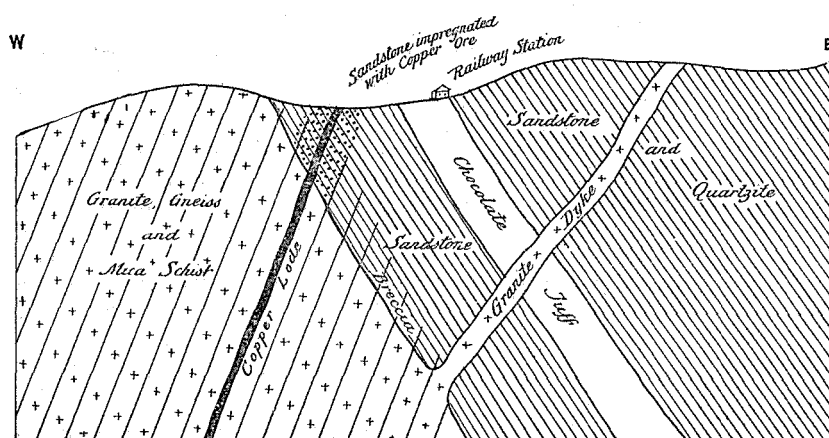 W
E
Sandstone impregnated
with Copper Ore
Railway Station
Sandstone
and
Quartzite
Chocolate
Tuff
Granite Dyke
Sandstone
Breccia
Granite, Gneiss
and
Mica Schist
Copper Lode